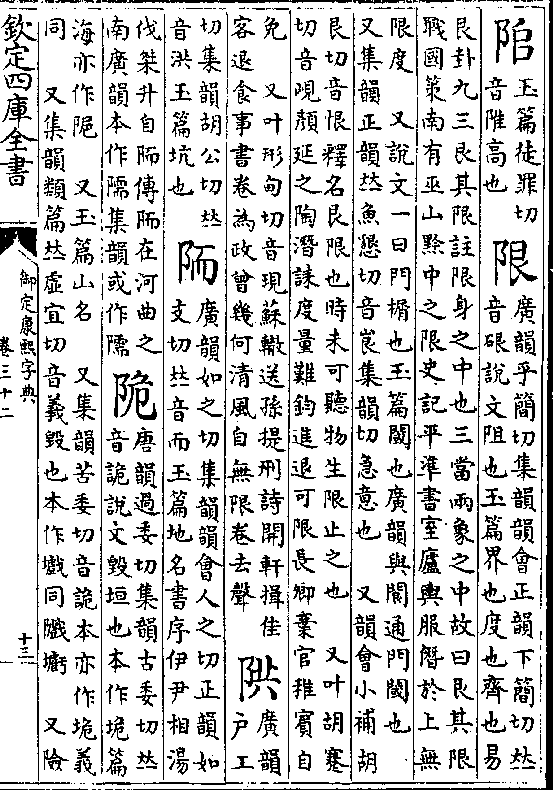 玉篇徒罪切
音陮高也
限
廣韻乎簡切集韻韻會正韻下簡切𠀤
音硍說文阻也玉篇界也度也齊也易
艮卦九三艮其限註限身之中也三當兩象之中故曰艮其限
戰國策南有巫山黔中之限史記平準書室廬輿服僭於上無
限度　又說文一曰門榍也玉篇閾也廣韻與閬通門閾也
又集韻正韻𠀤魚懇切音峎集韻切急意也　又韻會小補胡
艮切音恨釋名艮限也時未可聽物生限止之也　又叶胡蹇
切音現顏延之陶潛誄度量難鈞進退可限長卿棄官稚賓自
免　又叶形甸切音現蘇轍送孫提刑詩開軒揖佳
客退食事書卷為政曾幾何清風自無限卷去聲
廣韻
戶工
切集韻胡公切𠀤
音洪玉篇坑也
陑
廣韻如之切集韻韻會人之切正韻如
支切𠀤音而玉篇地名書序伊尹相湯
伐桀升自陑傳陑在河曲之
南廣韻本作隭集韻或作陾
陒
唐韻過委切集韻古委切𠀤
音詭說文毀垣也本作垝篇
海亦作陒　又玉篇山名　又集韻苦委切音詭本亦作垝義
同　又集韻類篇𠀤虛宜切音義毀也本作　同　又險
欽定四庫全書
御定康熙字典
卷三十二
十三